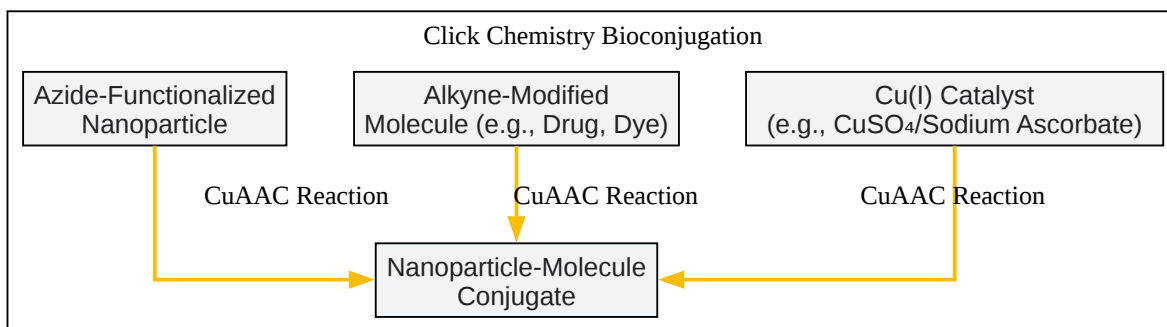 Click Chemistry Bioconjugation
Azide-Functionalized
Nanoparticle
Alkyne-Modified
Molecule (e.g., Drug, Dye)
Cu(I) Catalyst
(e.g., CuSO₄/Sodium Ascorbate)
CuAAC Reaction
CuAAC Reaction
CuAAC Reaction
Nanoparticle-Molecule
Conjugate